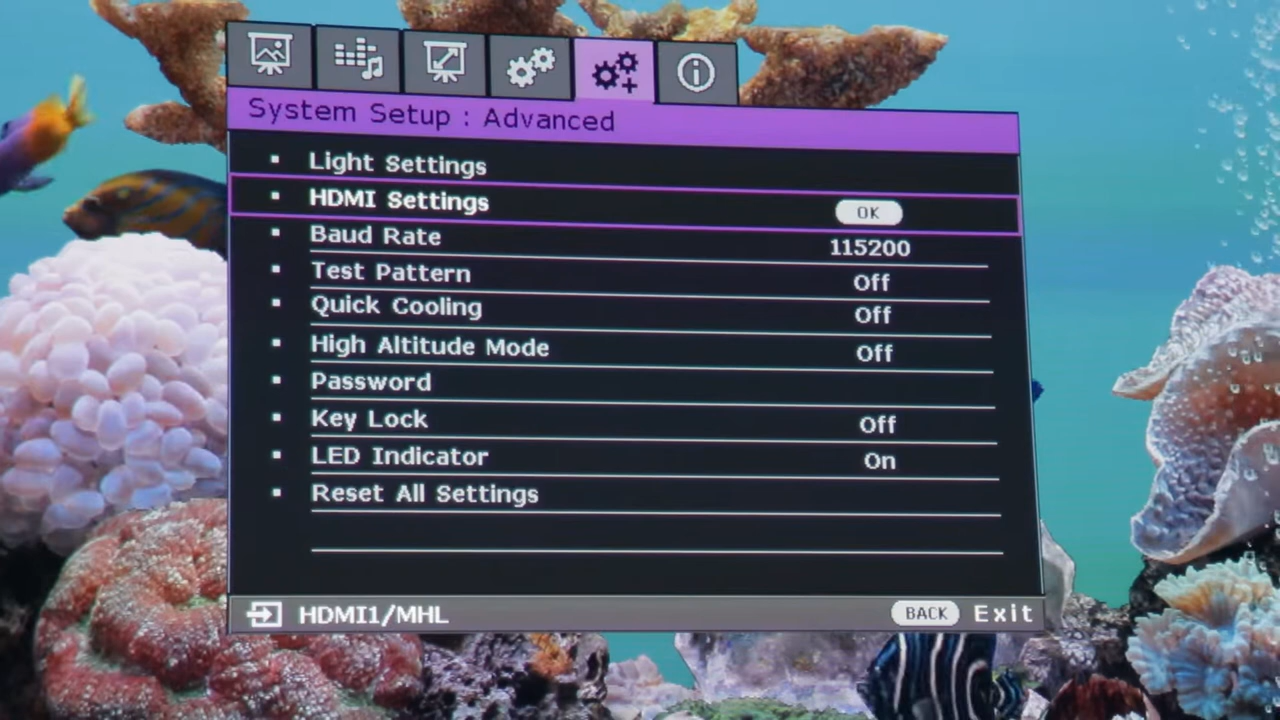 System Setup : Advanced
Light Settings
HDMI Settings OK
Baud Rate 115200
Test Pattern Off
Quick Cooling Off
High Altitude Mode Off
Password
Key Lock Off
LED Indicator On
Reset All Settings
HDMI1/MHL BACK Exit